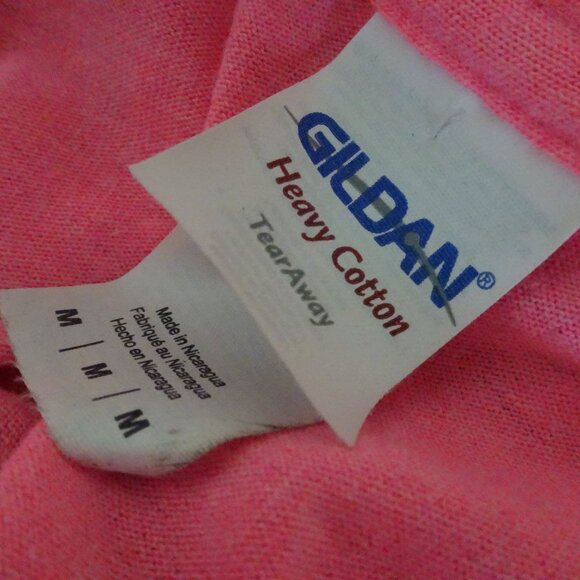 GILDAN®
Heavy Cotton
TearAway
Made in Nicaragua
Fabriqué au Nicaragua
Hecho en Nicaragua
M | M | M